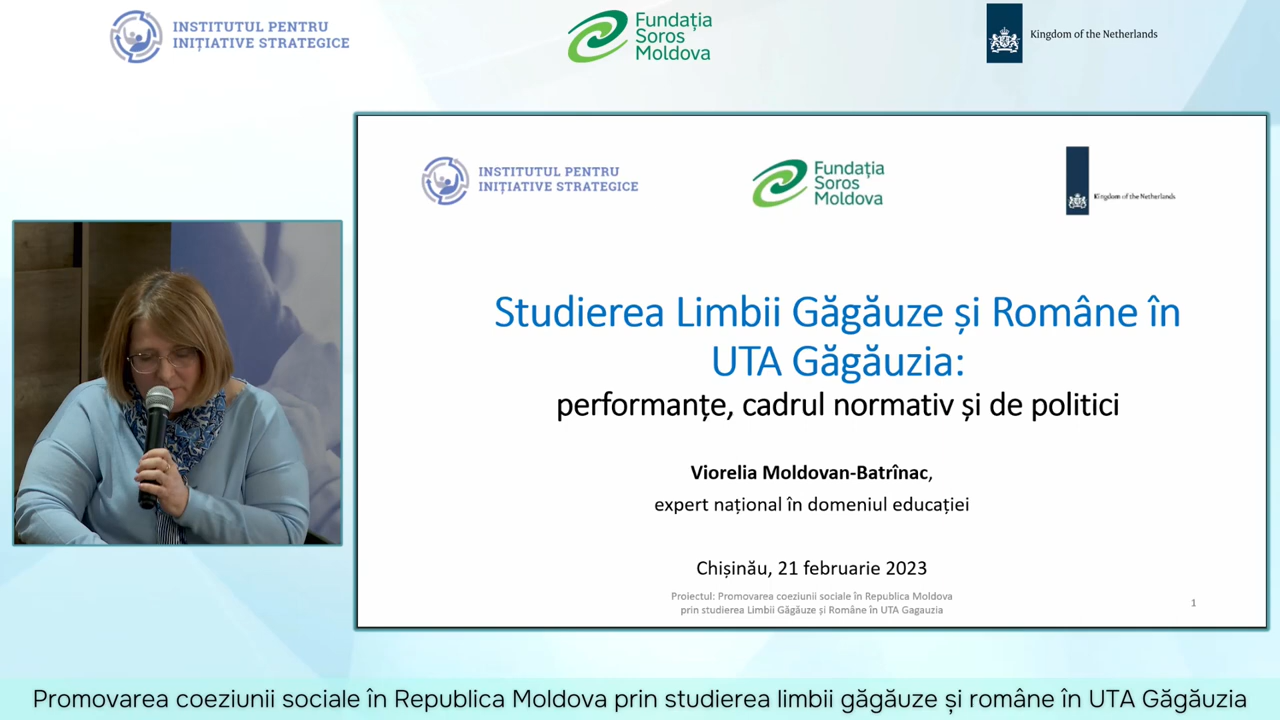 INSTITUTUL PENTRU
INIȚIATIVE STRATEGICE
Fundația
Soros
Moldova
Kingdom of the Netherlands
INSTITUTUL PENTRU
INIȚIATIVE STRATEGICE
Fundația
Soros
Moldova
Kingdom of the Netherlands
Studierea Limbii Găgăuze și Române în
UTA Găgăuzia:
performanțe, cadrul normativ și de politici
Viorelia Moldovan-Batrînac,
expert național în domeniul educației
Chișinău, 21 februarie 2023
Proiectul: Promovarea coeziunii sociale în Republica Moldova
prin studierea Limbii Găgăuze și Române în UTA Gagauzia
1
Promovarea coeziunii sociale în Republica Moldova prin studierea limbii găgăuze și române în UTA Găgăuzia